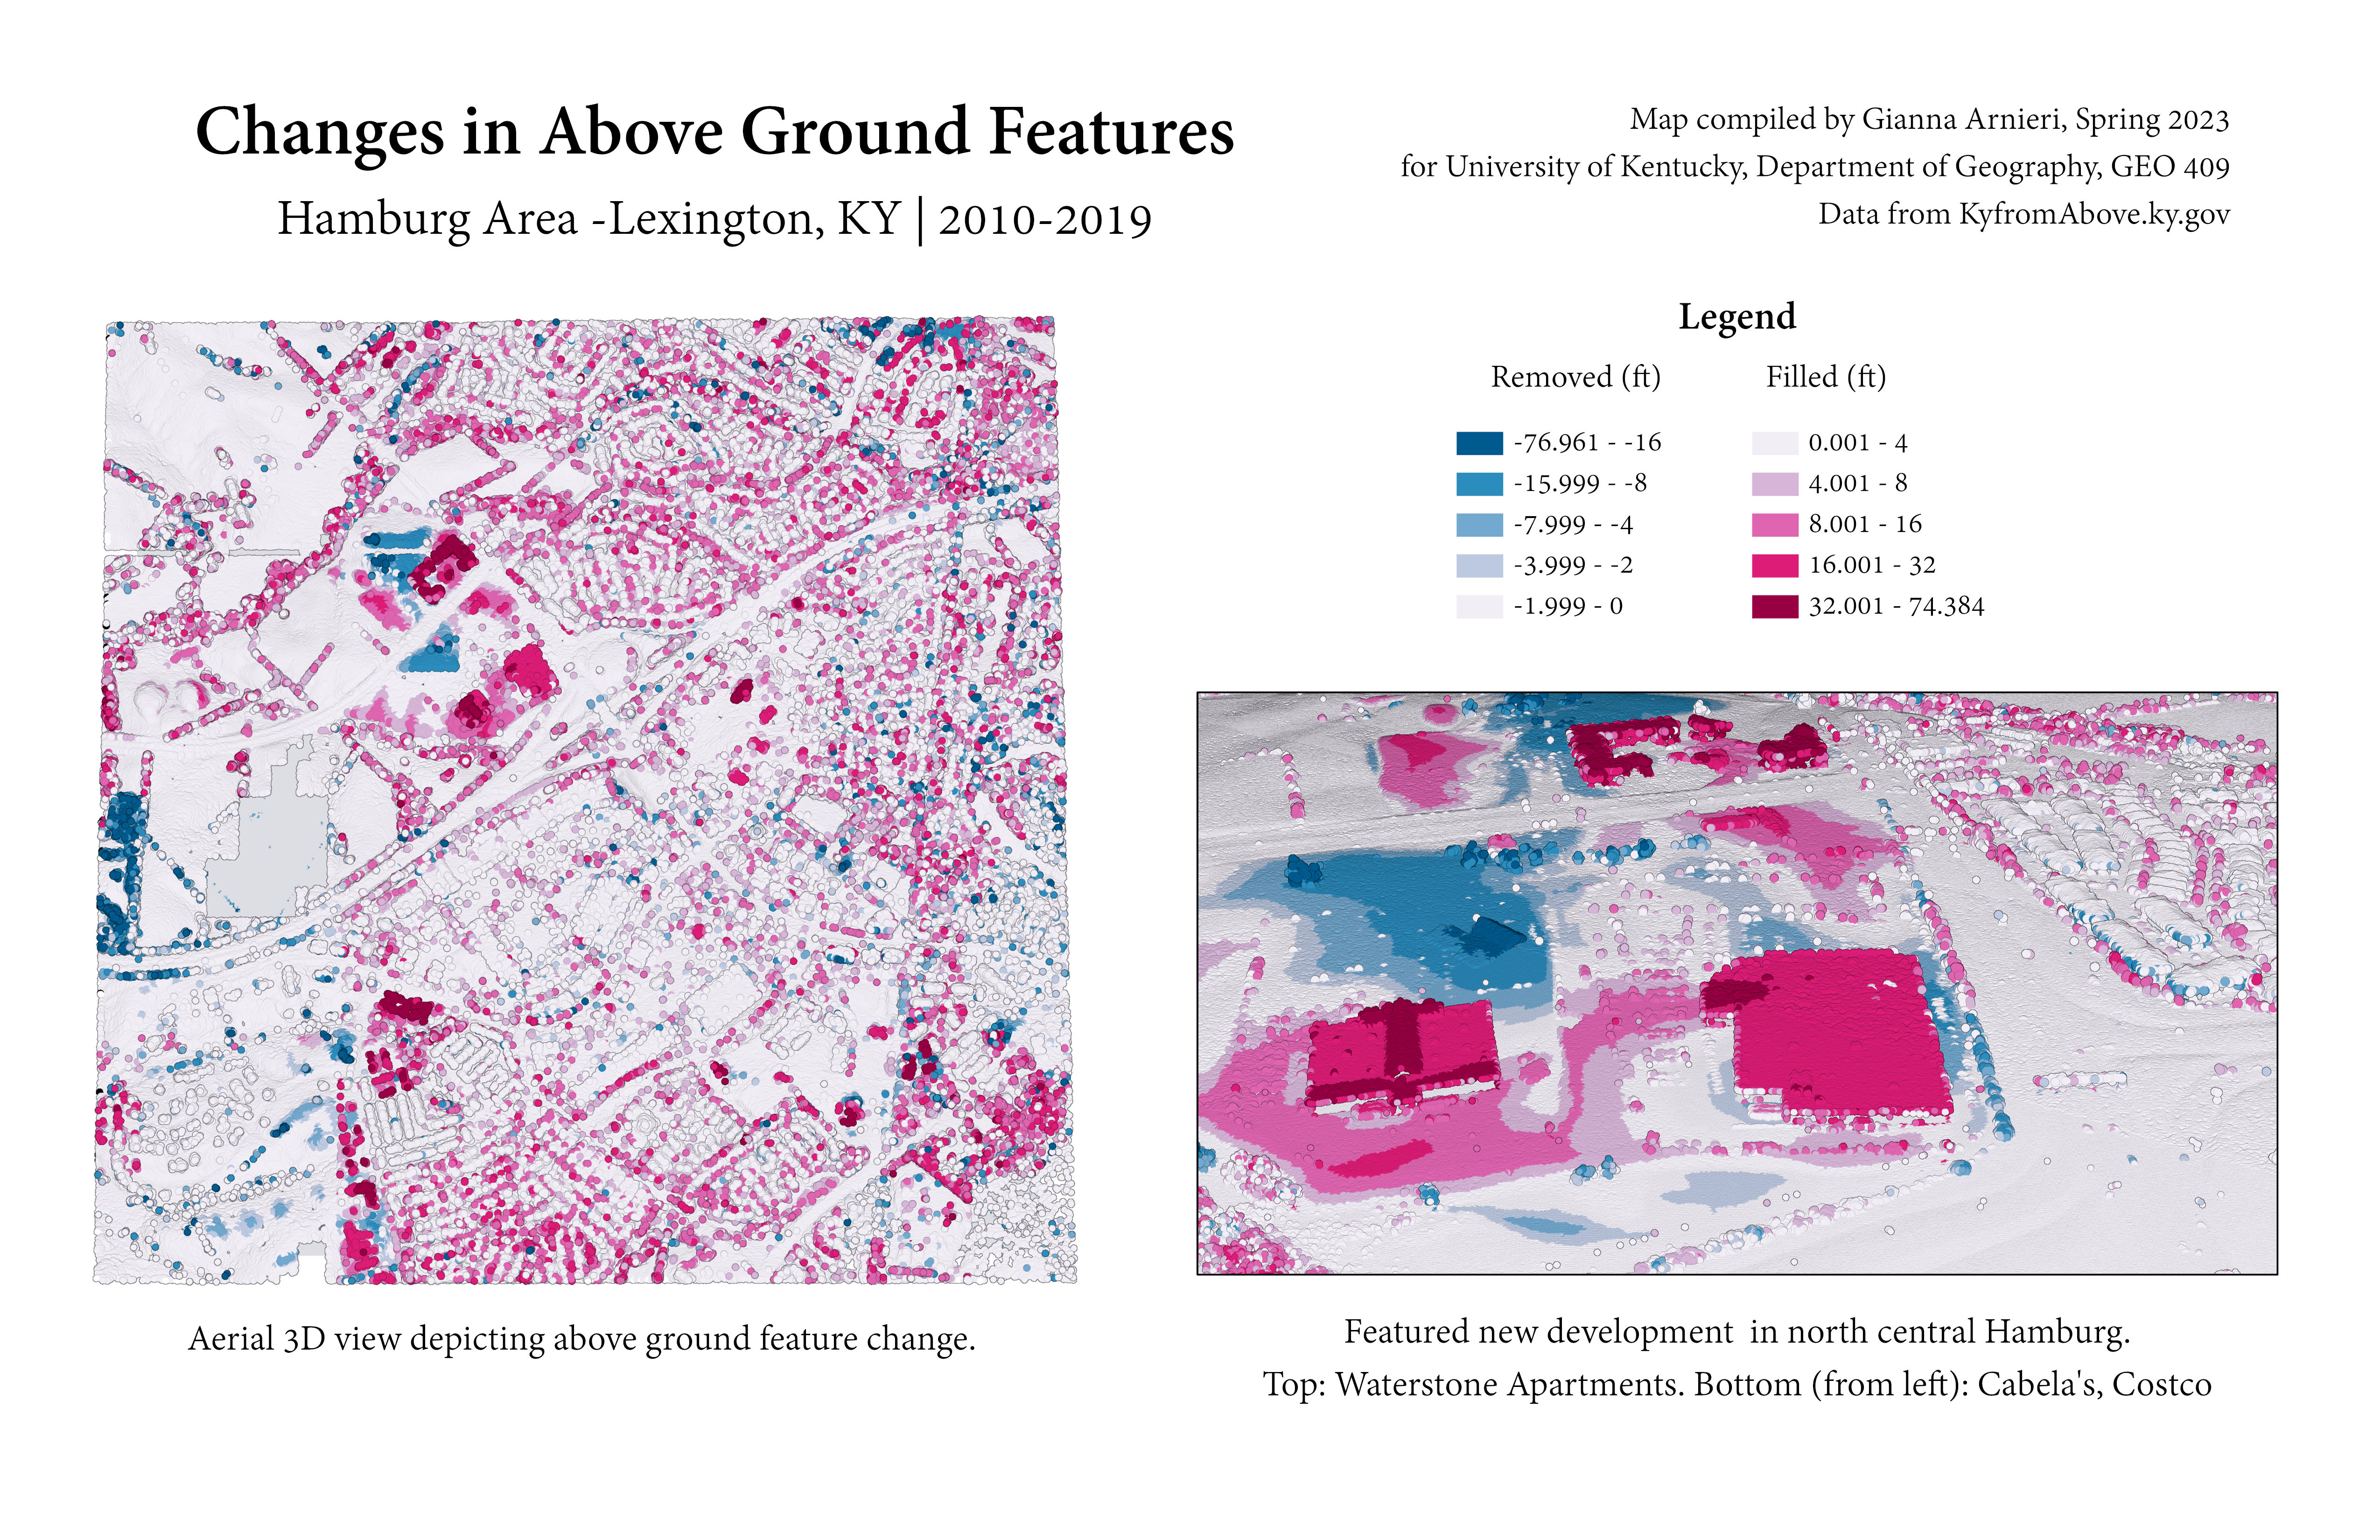 Changes in Above Ground Features
Hamburg Area -Lexington, KY | 2010-2019
Map compiled by Gianna Arnieri, Spring 2023
for University of Kentucky, Department of Geography, GEO 409
Data from KyfromAbove.ky.gov
Legend
Removed (ft)
-76.961 - -16
-15.999 - -8
-7.999 - -4
-3.999 - -2
-1.999 - 0
Filled (ft)
0.001 - 4
4.001 - 8
8.001 - 16
16.001 - 32
32.001 - 74.384
Aerial 3D view depicting above ground feature change.
Featured new development  in north central Hamburg.
Top: Waterstone Apartments. Bottom (from left): Cabela's, Costco